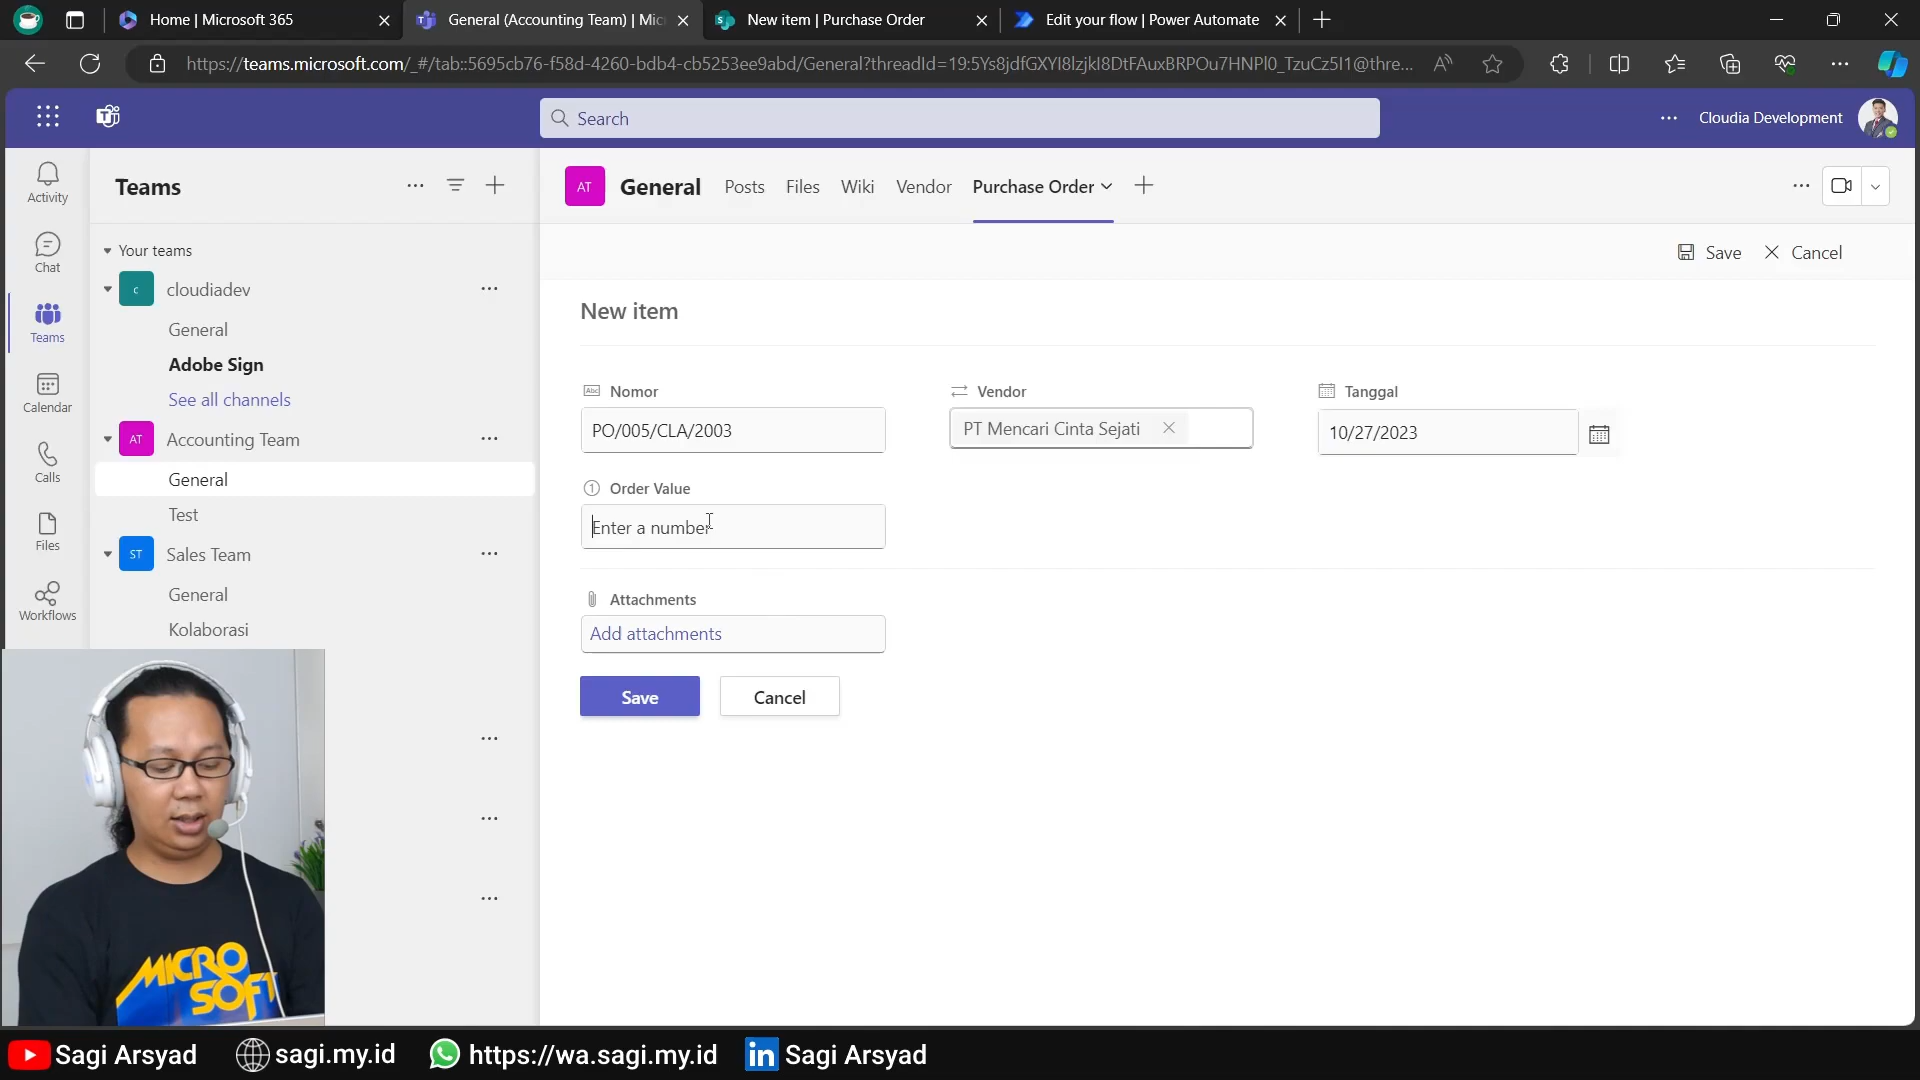 Home | Microsoft 365
General (Accounting Team) | Mic
New item | Purchase Order
Edit your flow | Power Automate
https://teams.microsoft.com/_#/tab::5695cb76-f58d-4260-bdb4-cb5253ee9abd/General?threadId=19:5Ys8jdfGXYI8lzjkI8DtFAuxBRPOu7HNPl0_TzuCz5I1@thre...
Search
Cloudia Development
Activity
Chat
Teams
Calendar
Calls
Files
Workflows
Teams
Your teams
c
cloudiadev
General
Adobe Sign
See all channels
AT
Accounting Team
General
Test
ST
Sales Team
General
Kolaborasi
AT
General
Posts
Files
Wiki
Vendor
Purchase Order
Save
Cancel
New item
Abc
Nomor
Vendor
Tanggal
PO/005/CLA/2003
PT Mencari Cinta Sejati
10/27/2023
1
Order Value
Enter a number
Attachments
Add attachments
Save
Cancel
MICRO
SOFT
Sagi Arsyad
sagi.my.id
https://wa.sagi.my.id
in
Sagi Arsyad